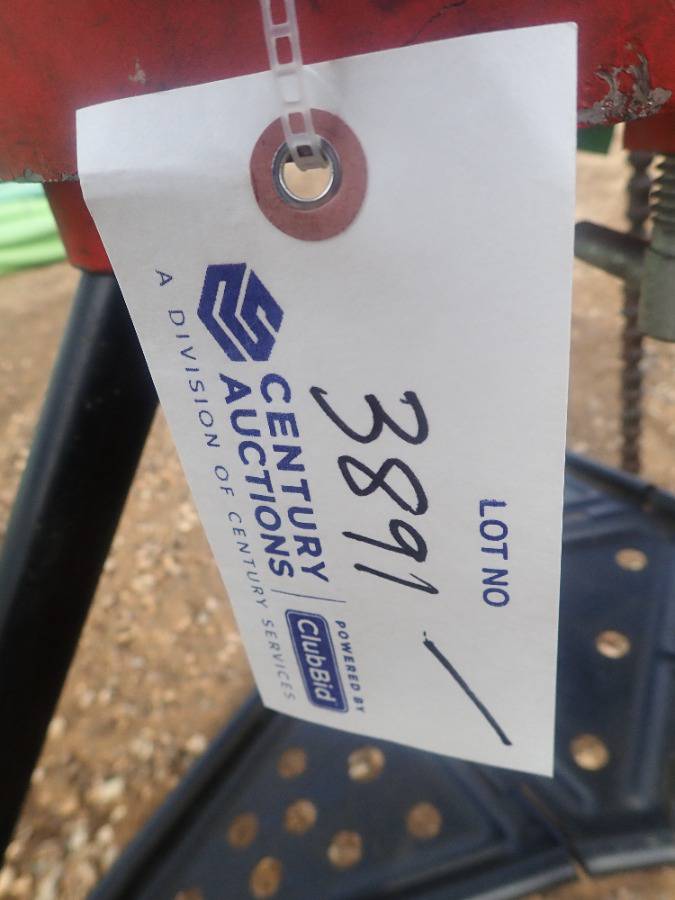 LOT NO
3891 /
CENTURY
AUCTIONS
POWERED BY
ClubBid
A DIVISION OF CENTURY SERVICES